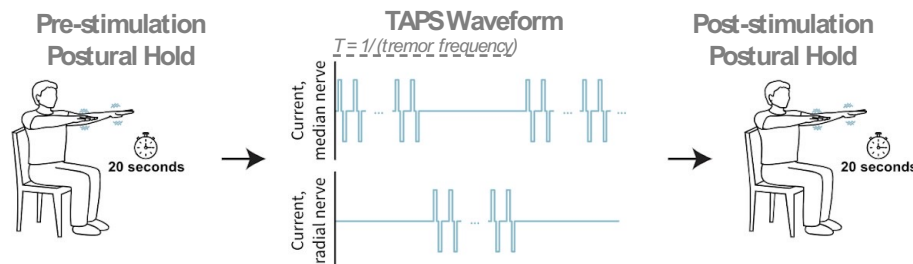 Pre-stimulation
Postural Hold
20 seconds
TAPS Waveform
T = 1/(tremor frequency)
Current,
median nerve
... ...
Current,
radial nerve
...
Post-stimulation
Postural Hold
20 seconds